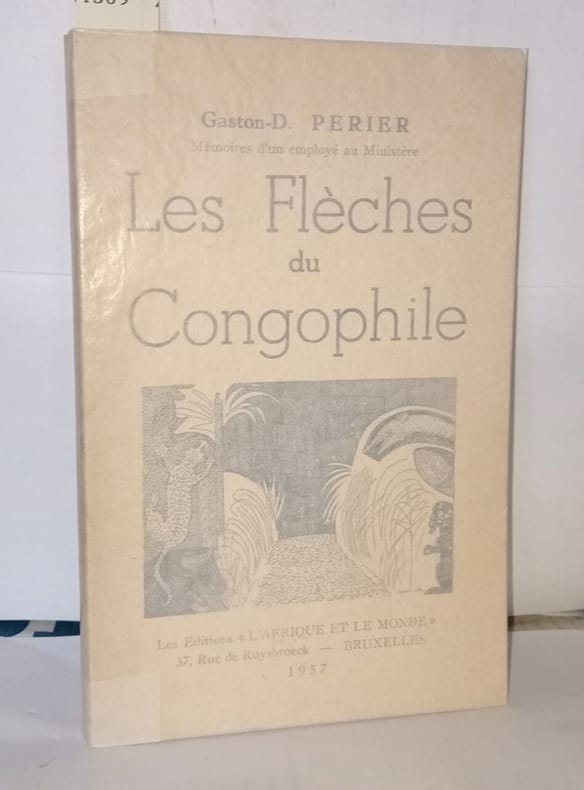 Gaston-D. PERIER
Mémoires d'un employé au Ministère
Les Flèches
du
Congophile
Les Editions « L'AFRIQUE ET LE MONDE »
37, Rue de Ruysbroeck — BRUXELLES
1957